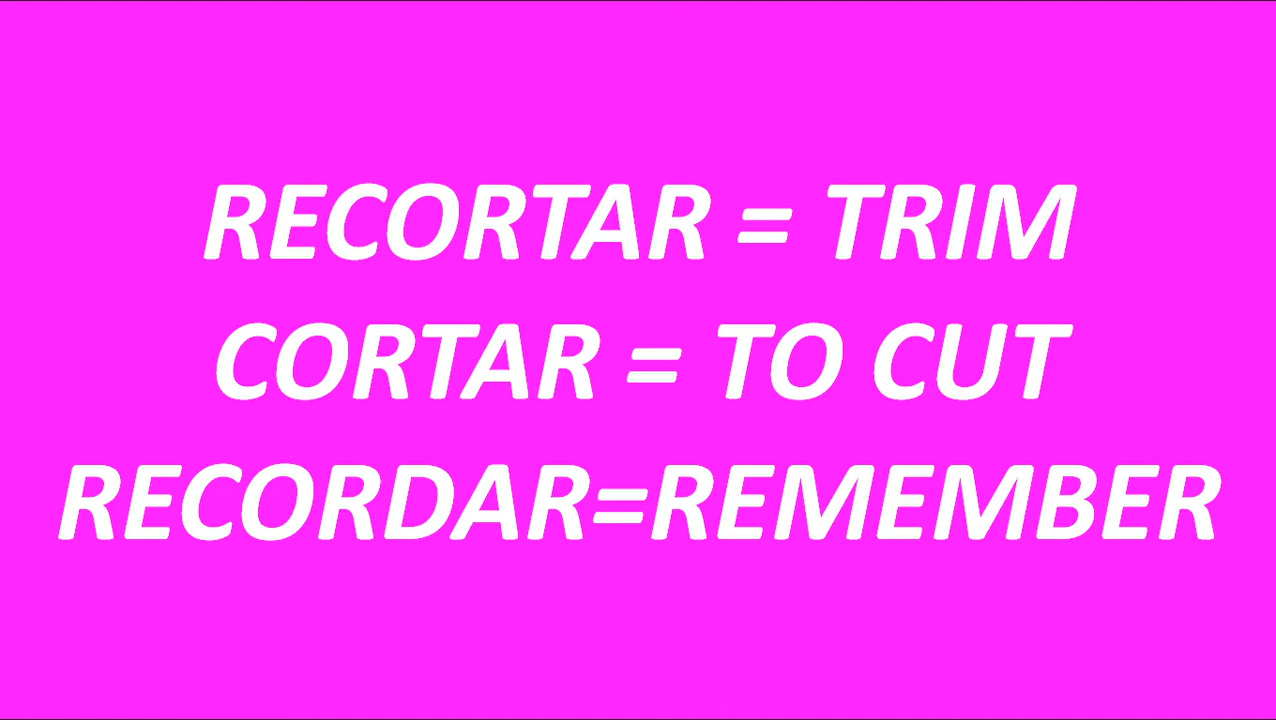 RECORTAR = TRIM
CORTAR = TO CUT
RECORDAR=REMEMBER